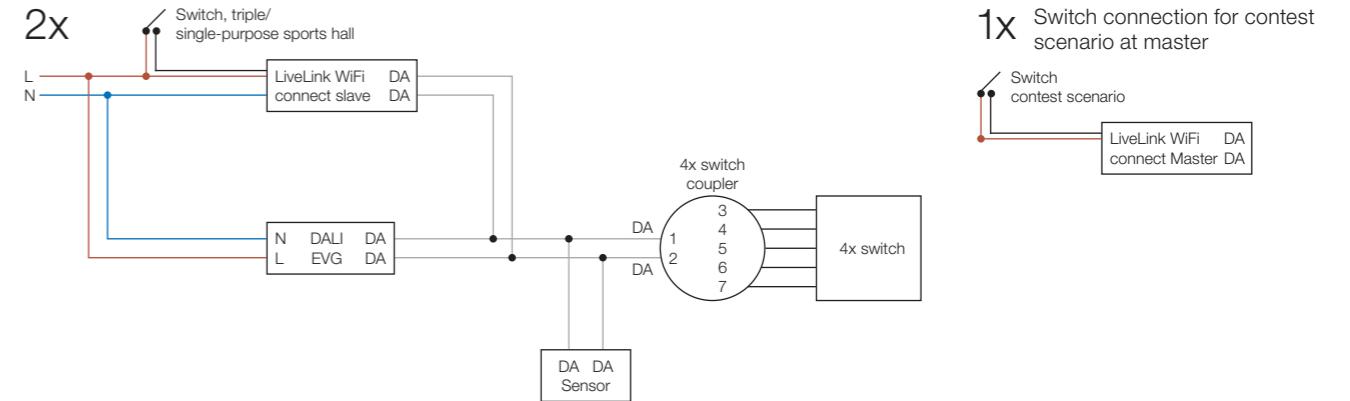 2x
Switch, triple/
single-purpose sports hall
L
N
LiveLink WiFi DA
connect slave DA
N DALI DA
L EVG DA
4x switch
coupler
DA
DA
1
2
3
4
5
6
7
4x switch
DA DA
Sensor
1x
Switch connection for contest
scenario at master
Switch
contest scenario
LiveLink WiFi DA
connect Master DA